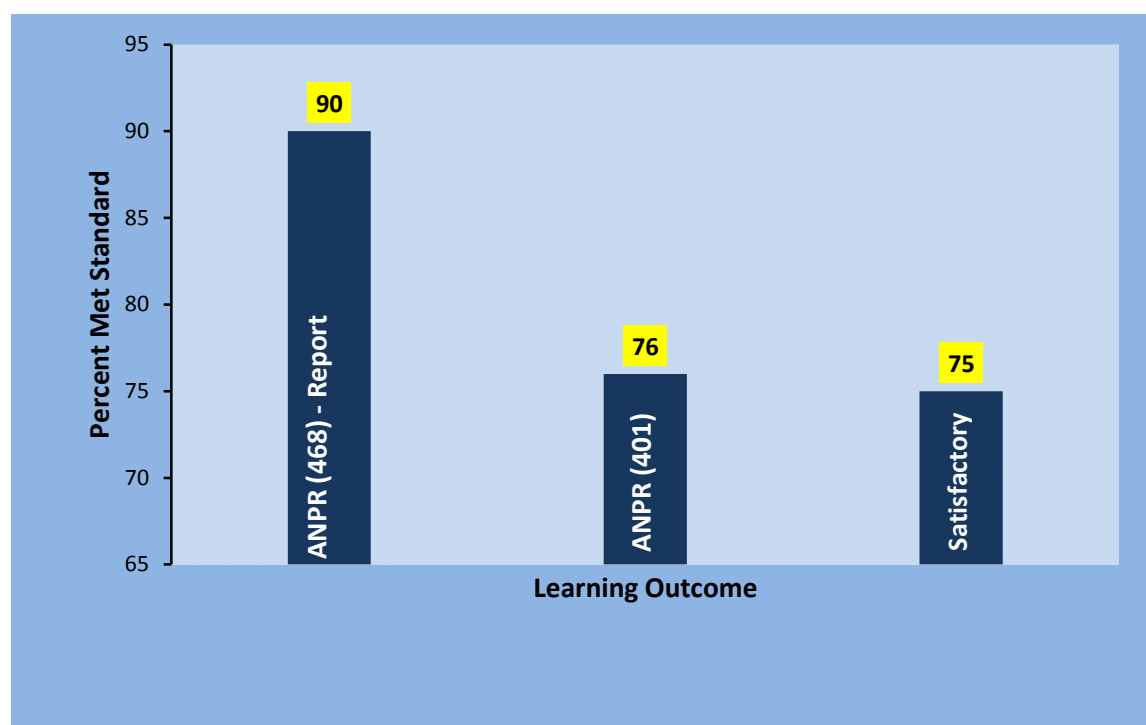 95
90
85
80
75
70
65
Percent Met Standard
90
76
75
ANPR (468) - Report
ANPR (401)
Satisfactory
Learning Outcome